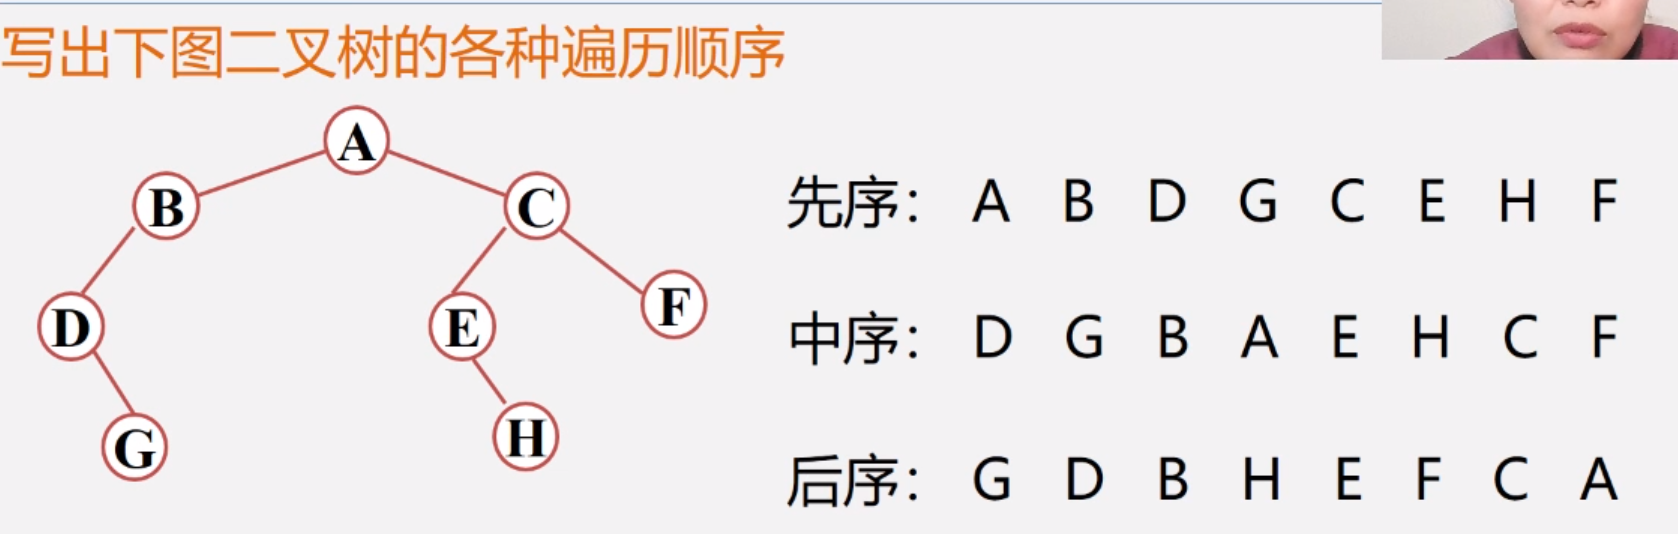 写出下图二叉树的各种遍历顺序
A
B C
D E F
G H
先序： A B D G C E H F
中序： D G B A E H C F
后序： G D B H E F C A